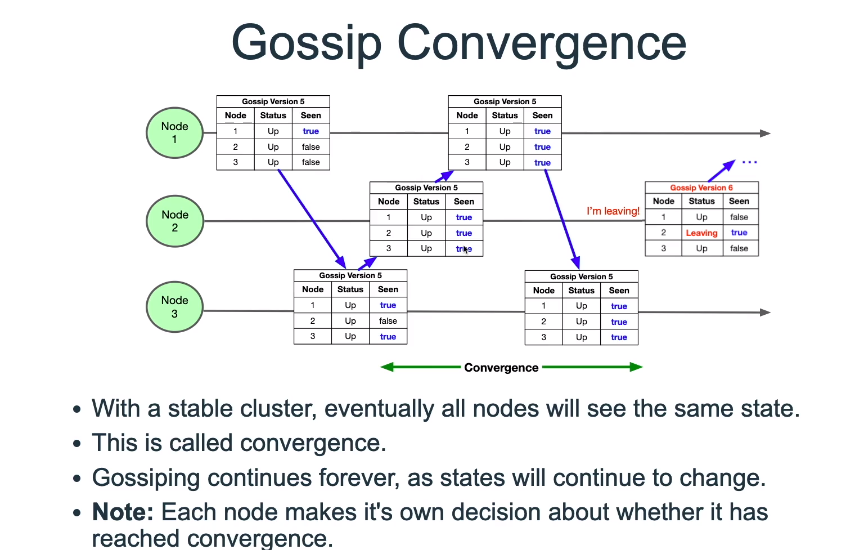 Gossip Convergence
Node
1
Gossip Version 5
Node Status Seen
1 Up true
2 Up false
3 Up false
Gossip Version 5
Node Status Seen
1 Up true
2 Up true
3 Up true
Node
2
Gossip Version 5
Node Status Seen
1 Up true
2 Up true
3 Up true
I'm leaving!
Gossip Version 6
Node Status Seen
1 Up false
2 Leaving true
3 Up false
...
Node
3
Gossip Version 5
Node Status Seen
1 Up true
2 Up false
3 Up true
Gossip Version 5
Node Status Seen
1 Up true
2 Up true
3 Up true
Convergence
• With a stable cluster, eventually all nodes will see the same state.
• This is called convergence.
• Gossiping continues forever, as states will continue to change.
• Note: Each node makes it's own decision about whether it has
reached convergence.